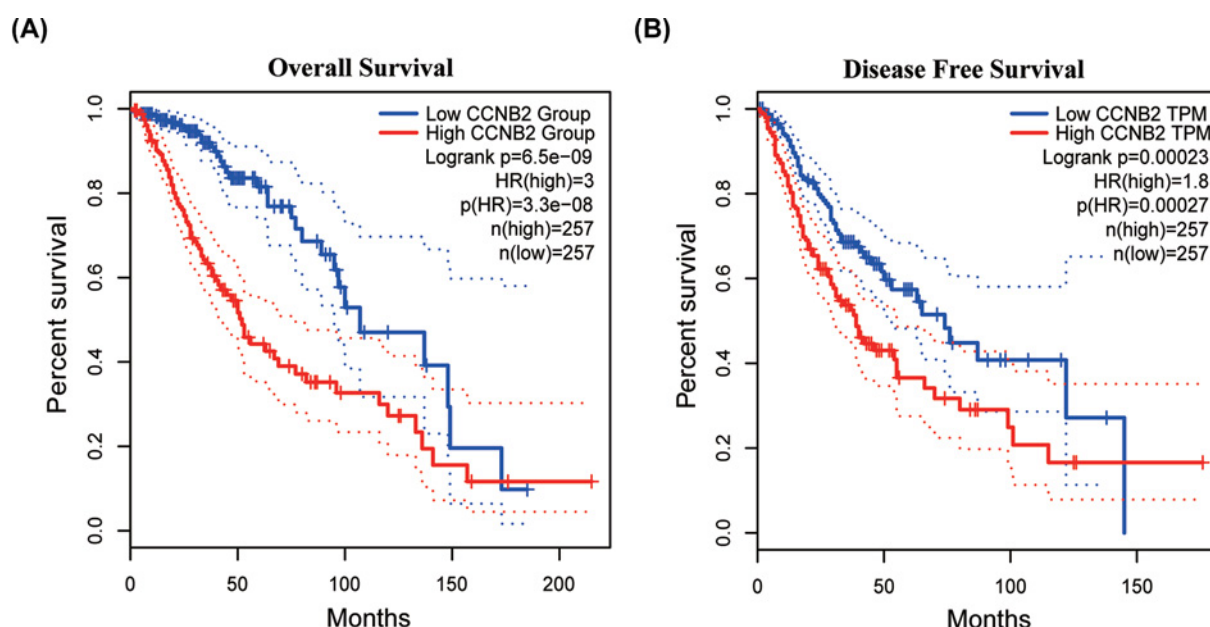 (A)
Overall Survival
Low CCNB2 Group
High CCNB2 Group
Logrank p=6.5e−09
HR(high)=3
p(HR)=3.3e−08
n(high)=257
n(low)=257
Percent survival
1.0
0.8
0.6
0.4
0.2
0.0
0 50 100 150 200
Months
(B)
Disease Free Survival
Low CCNB2 TPM
High CCNB2 TPM
Logrank p=0.00023
HR(high)=1.8
p(HR)=0.00027
n(high)=257
n(low)=257
Percent survival
1.0
0.8
0.6
0.4
0.2
0.0
0 50 100 150
Months